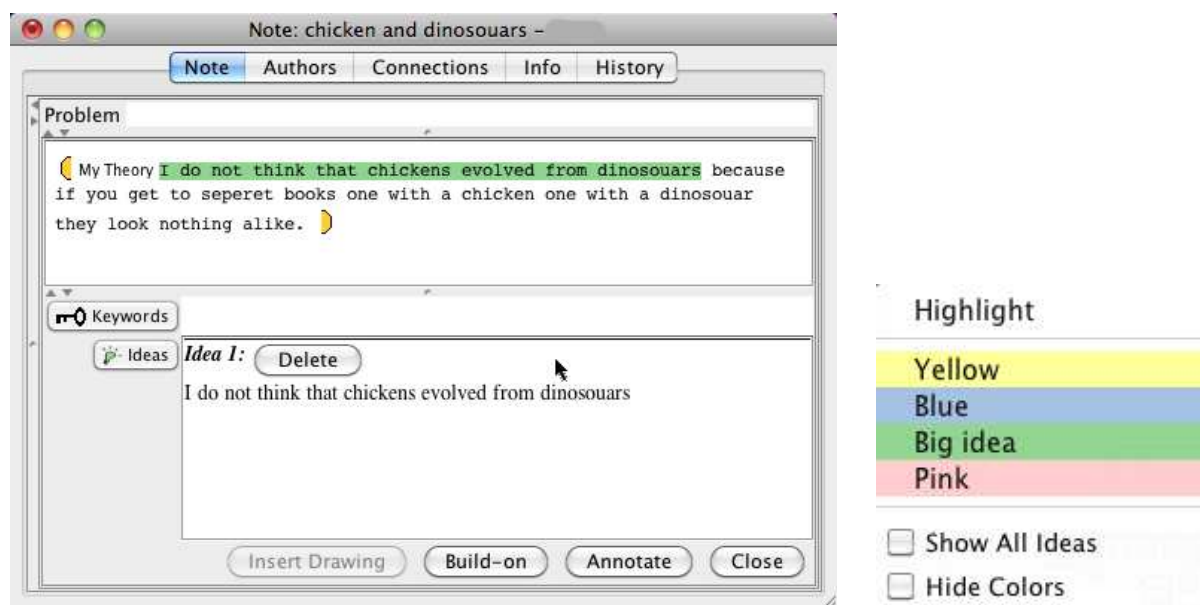 Note: chicken and dinosouars –
Note Authors Connections Info History
Problem
My Theory I do not think that chickens evolved from dinosouars because
if you get to seperet books one with a chicken one with a dinosouar
they look nothing alike.
Keywords
Ideas
Idea 1: Delete
I do not think that chickens evolved from dinosouars
Insert Drawing Build-on Annotate Close
Highlight
Yellow
Blue
Big idea
Pink
Show All Ideas
Hide Colors